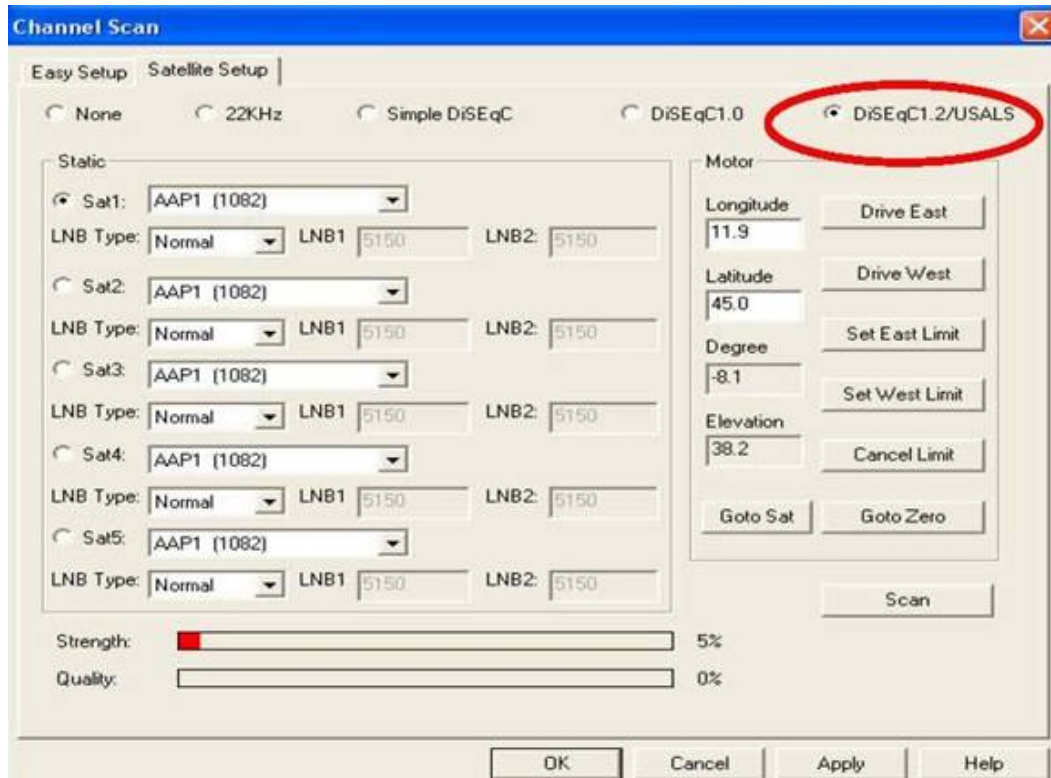 Channel Scan
Easy Setup Satellite Setup
None 22KHz Simple DiSEqC DiSEqC1.0 DiSEqC1.2/USALS
Static
Sat1: AAP1 (1082)
LNB Type: Normal LNB1 5150 LNB2: 5150
Sat2: AAP1 (1082)
LNB Type: Normal LNB1 5150 LNB2: 5150
Sat3: AAP1 (1082)
LNB Type: Normal LNB1 5150 LNB2: 5150
Sat4: AAP1 (1082)
LNB Type: Normal LNB1 5150 LNB2: 5150
Sat5: AAP1 (1082)
LNB Type: Normal LNB1 5150 LNB2: 5150
Motor
Longitude
11.9
Latitude
45.0
Degree
-8.1
Elevation
38.2
Drive East
Drive West
Set East Limit
Set West Limit
Cancel Limit
Goto Sat Goto Zero
Scan
Strength: 5%
Quality: 0%
OK Cancel Apply Help